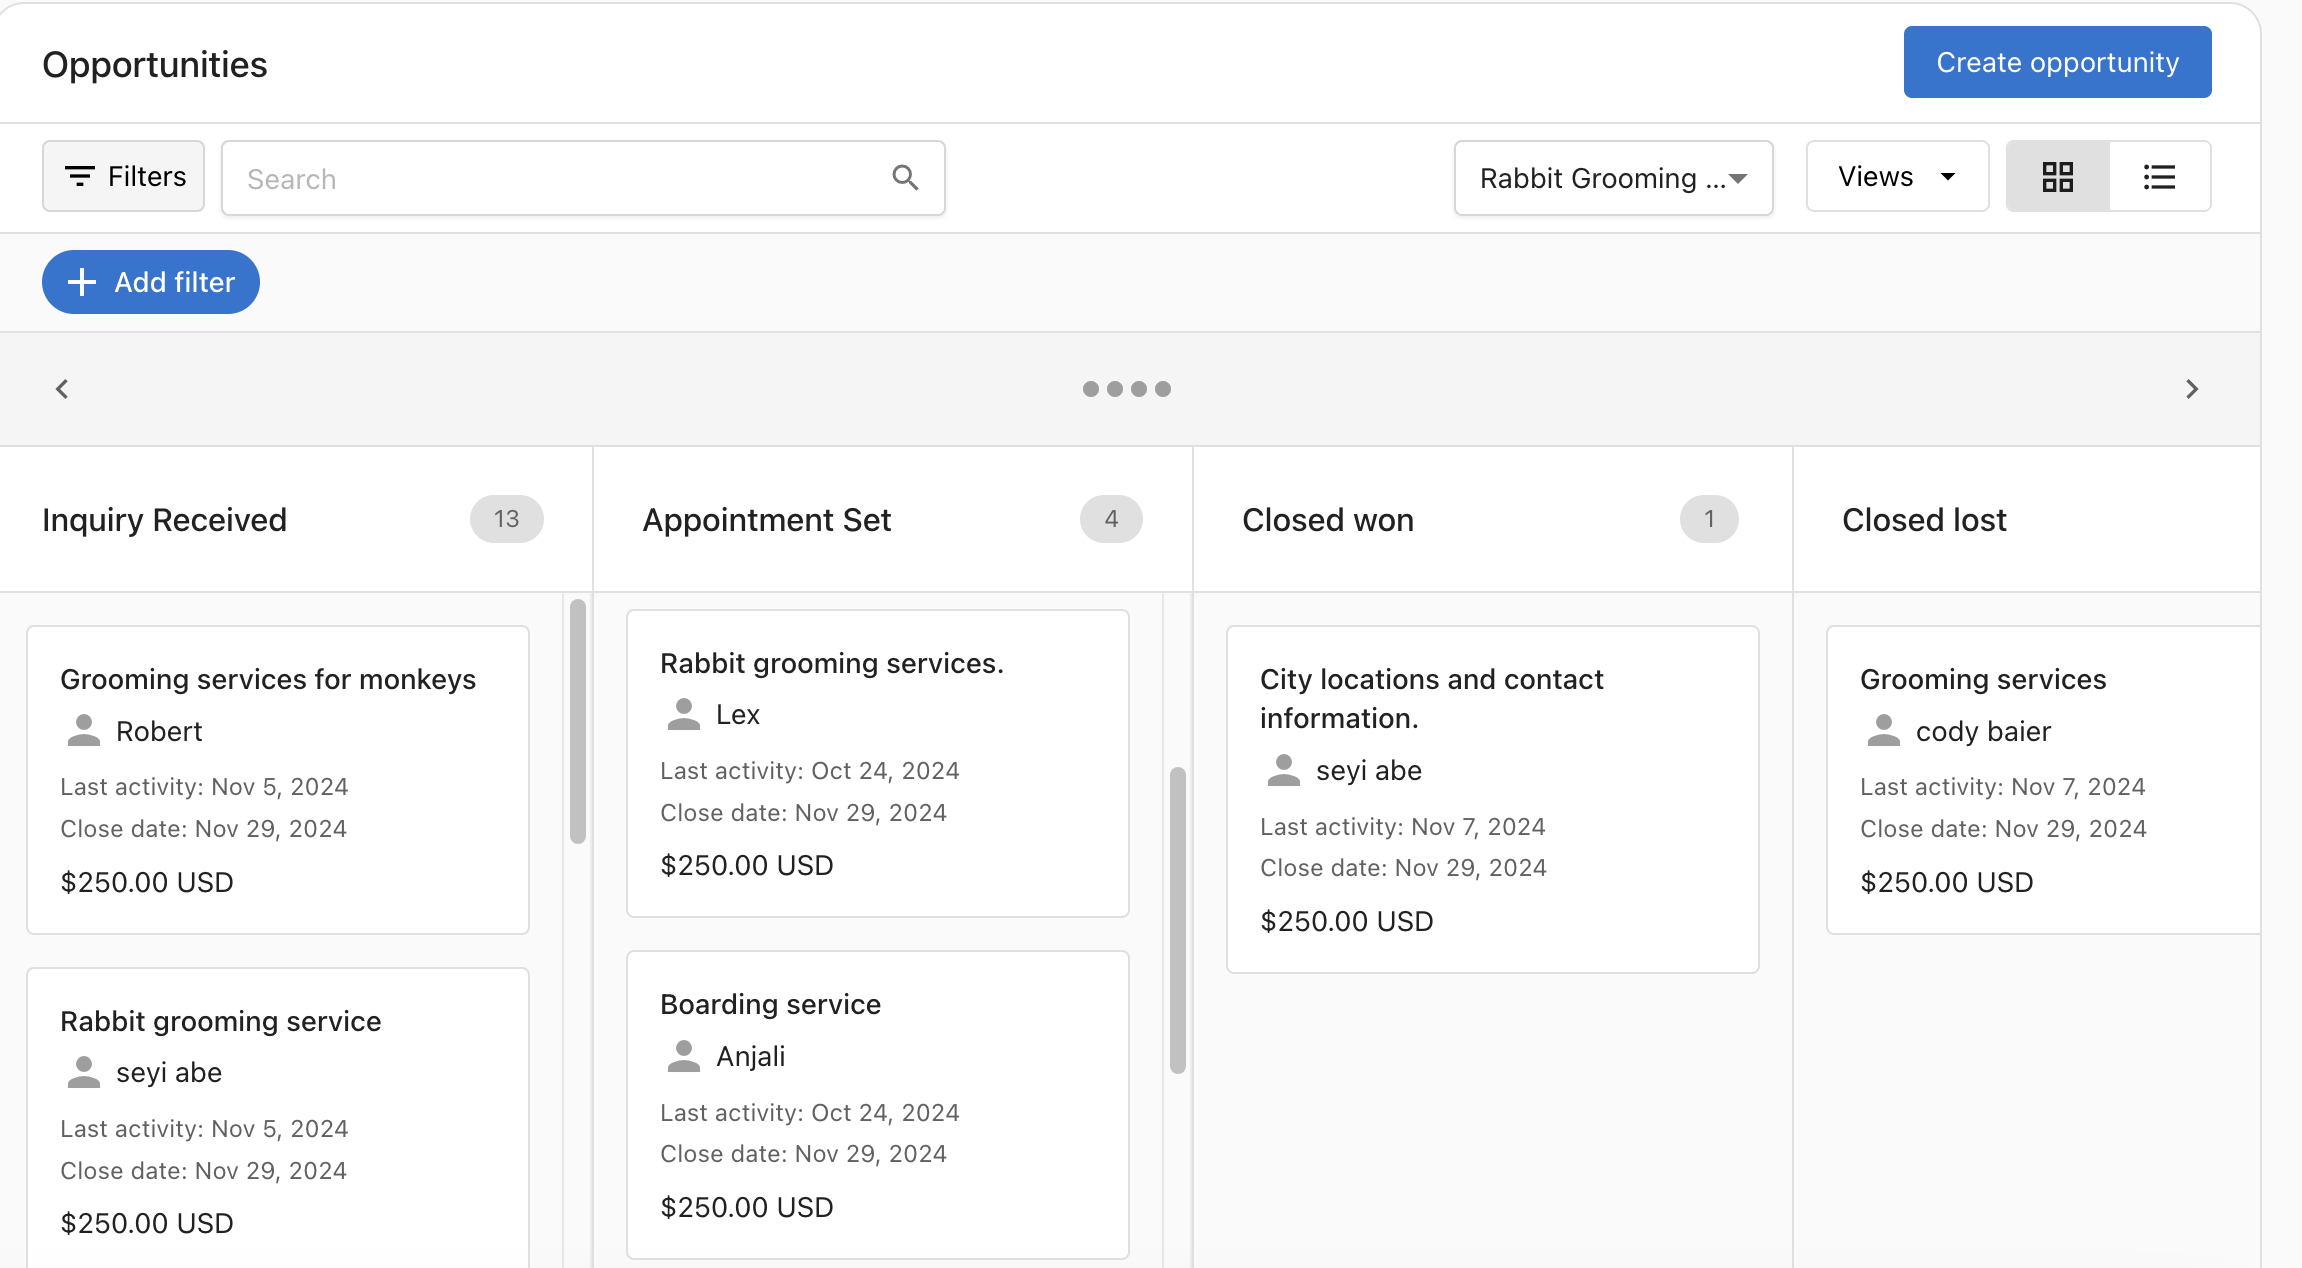 Opportunities
Create opportunity
Filters
Search
Rabbit Grooming ...
Views
Add filter
Inquiry Received
13
Appointment Set
4
Closed won
1
Closed lost
Grooming services for monkeys
Robert
Last activity: Nov 5, 2024
Close date: Nov 29, 2024
$250.00 USD
Rabbit grooming service
seyi abe
Last activity: Nov 5, 2024
Close date: Nov 29, 2024
$250.00 USD
Rabbit grooming services.
Lex
Last activity: Oct 24, 2024
Close date: Nov 29, 2024
$250.00 USD
Boarding service
Anjali
Last activity: Oct 24, 2024
Close date: Nov 29, 2024
$250.00 USD
City locations and contact
information.
seyi abe
Last activity: Nov 7, 2024
Close date: Nov 29, 2024
$250.00 USD
Grooming services
cody baier
Last activity: Nov 7, 2024
Close date: Nov 29, 2024
$250.00 USD